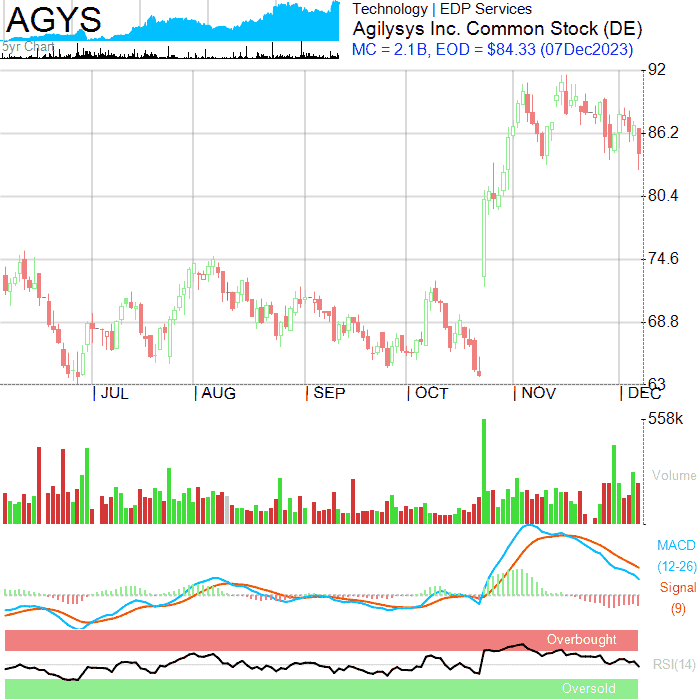 AGYS
5yr Chart
Technology | EDP Services
Agilysys Inc. Common Stock (DE)
MC = 2.1B, EOD = $84.33 (07Dec2023)
92
86.2
80.4
74.6
68.8
63
JUL
AUG
SEP
OCT
NOV
DEC
558k
Volume
MACD
(12-26)
Signal
(9)
Overbought
RSI(14)
Oversold